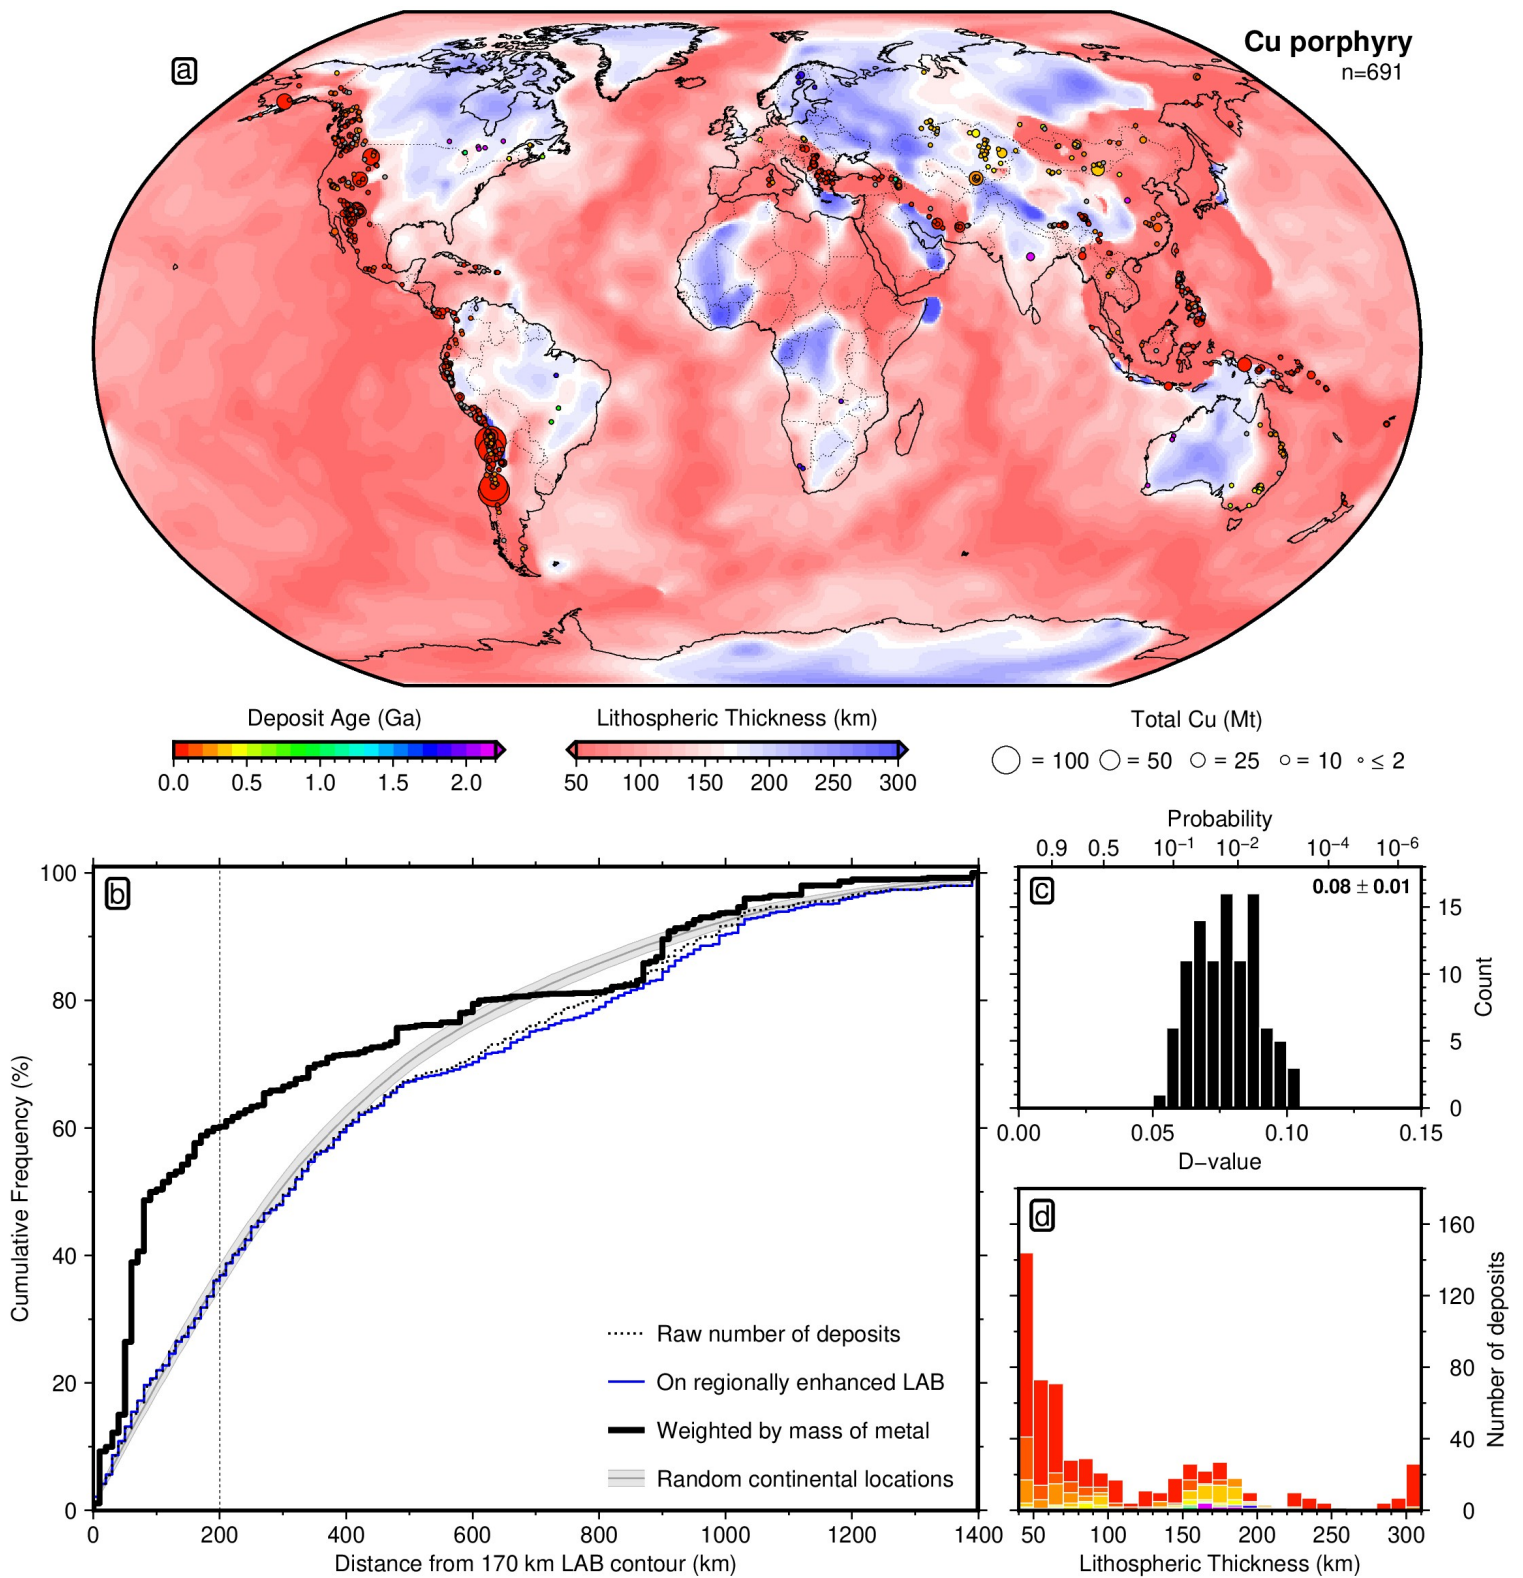 a
Cu porphyry
n=691
Deposit Age (Ga)
0.0 0.5 1.0 1.5 2.0
Lithospheric Thickness (km)
50 100 150 200 250 300
Total Cu (Mt)
= 100 = 50 = 25 = 10 ≤ 2
b
Cumulative Frequency (%)
100
80
60
40
20
0
0 200 400 600 800 1000 1200 1400
Distance from 170 km LAB contour (km)
Raw number of deposits
On regionally enhanced LAB
Weighted by mass of metal
Random continental locations
Probability
0.9 0.5 10⁻¹ 10⁻² 10⁻⁴ 10⁻⁶
c
0.08 ± 0.01
15
10
5
0
Count
0.00 0.05 0.10 0.15
D−value
d
160
120
80
40
0
Number of deposits
50 100 150 200 250 300
Lithospheric Thickness (km)